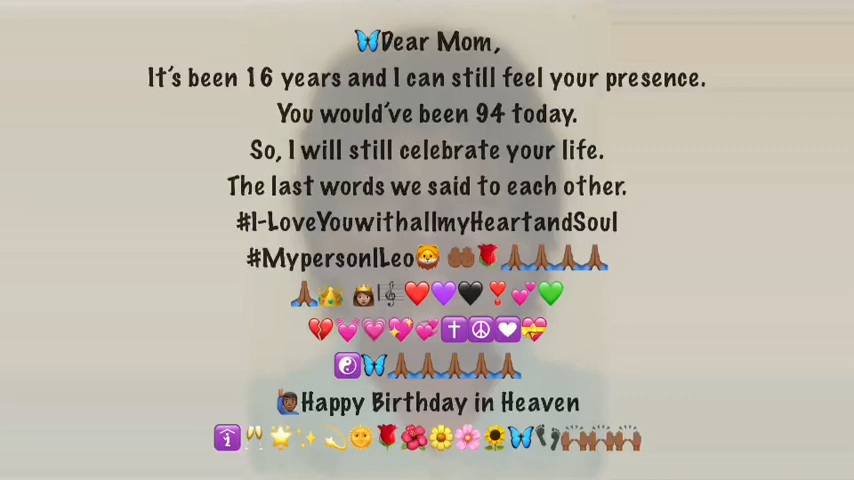 🦋Dear Mom,
It's been 16 years and I can still feel your presence.
You would've been 94 today.
So, I will still celebrate your life.
The last words we said to each other.
#I-LoveYouwithallmyHeartandSoul
#MypersonILeo🦁 🤲🏾🌹🙏🏾🙏🏾🙏🏾🙏🏾
🙏🏾👑 👸🏽🎼❤️💜🖤❣️💕💚
💔💓💗💖💞✝️☮️💟💝
☯️🦋🙏🏾🙏🏾🙏🏾🙏🏾🙏🏾
🙋🏾‍♂️Happy Birthday in Heaven
🛐🥂🌟✨💫🌞🌹🌺🌼🌸🌻🦋👣🙌🏾🙌🏾🙌🏾